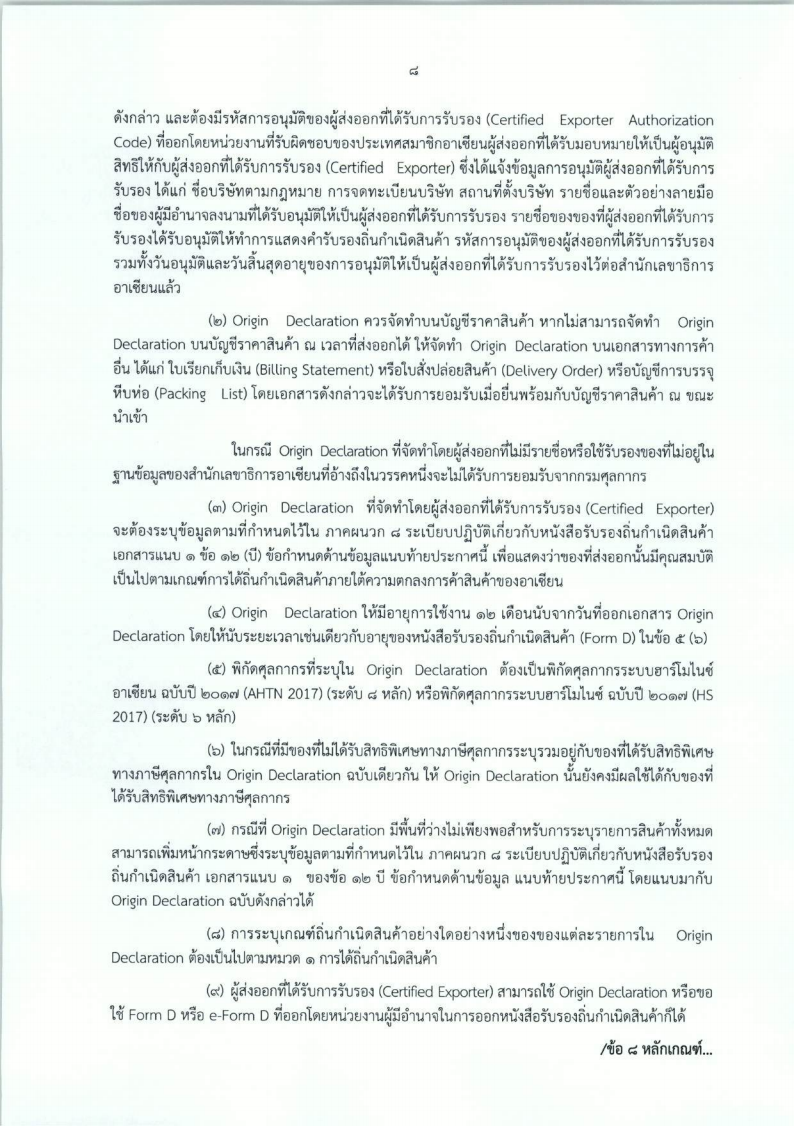 ๘
ดังกล่าว และต้องมีรหัสการอนุมัติของผู้ส่งออกที่ได้รับการรับรอง (Certified Exporter Authorization
Code) ที่ออกโดยหน่วยงานที่รับผิดชอบของประเทศสมาชิกอาเซียนผู้ส่งออกที่ได้รับมอบหมายให้เป็นผู้อนุมัติ
สิทธิให้กับผู้ส่งออกที่ได้รับการรับรอง (Certified Exporter) ซึ่งได้แจ้งข้อมูลการอนุมัติผู้ส่งออกที่ได้รับการ
รับรอง ได้แก่ ชื่อบริษัทตามกฎหมาย การจดทะเบียนบริษัท สถานที่ตั้งบริษัท รายชื่อและตัวอย่างลายมือ
ชื่อของผู้มีอำนาจลงนามที่ได้รับอนุมัติให้เป็นผู้ส่งออกที่ได้รับการรับรอง รายชื่อของของที่ผู้ส่งออกที่ได้รับการ
รับรองได้รับอนุมัติให้ทำการแสดงคำรับรองถิ่นกำเนิดสินค้า รหัสการอนุมัติของผู้ส่งออกที่ได้รับการรับรอง
รวมทั้งวันอนุมัติและวันสิ้นสุดอายุของการอนุมัติให้เป็นผู้ส่งออกที่ได้รับการรับรองไว้ต่อสำนักเลขาธิการ
อาเซียนแล้ว
(๒) Origin Declaration ควรจัดทำบนบัญชีราคาสินค้า หากไม่สามารถจัดทำ Origin
Declaration บนบัญชีราคาสินค้า ณ เวลาที่ส่งออกได้ ให้จัดทำ Origin Declaration บนเอกสารทางการค้า
อื่น ได้แก่ ใบเรียกเก็บเงิน (Billing Statement) หรือใบสั่งปล่อยสินค้า (Delivery Order) หรือบัญชีการบรรจุ
หีบห่อ (Packing List) โดยเอกสารดังกล่าวจะได้รับการยอมรับเมื่อยื่นพร้อมกับบัญชีราคาสินค้า ณ ขณะ
นำเข้า
ในกรณี Origin Declaration ที่จัดทำโดยผู้ส่งออกที่ไม่มีรายชื่อหรือใช้รับรองของที่ไม่อยู่ใน
ฐานข้อมูลของสำนักเลขาธิการอาเซียนที่อ้างถึงในวรรคหนึ่งจะไม่ได้รับการยอมรับจากกรมศุลกากร
(๓) Origin Declaration ที่จัดทำโดยผู้ส่งออกที่ได้รับการรับรอง (Certified Exporter)
จะต้องระบุข้อมูลตามที่กำหนดไว้ใน ภาคผนวก ๘ ระเบียบปฏิบัติเกี่ยวกับหนังสือรับรองถิ่นกำเนิดสินค้า
เอกสารแนบ ๑ ข้อ ๑๒ (บี) ข้อกำหนดด้านข้อมูลแนบท้ายประกาศนี้ เพื่อแสดงว่าของที่ส่งออกนั้นมีคุณสมบัติ
เป็นไปตามเกณฑ์การได้ถิ่นกำเนิดสินค้าภายใต้ความตกลงการค้าสินค้าของอาเซียน
(๔) Origin Declaration ให้มีอายุการใช้งาน ๑๒ เดือนนับจากวันที่ออกเอกสาร Origin
Declaration โดยให้นับระยะเวลาเช่นเดียวกับอายุของหนังสือรับรองถิ่นกำเนิดสินค้า (Form D) ในข้อ ๕ (๖)
(๕) พิกัดศุลกากรที่ระบุใน Origin Declaration ต้องเป็นพิกัดศุลกากรระบบฮาร์โมไนซ์
อาเซียน ฉบับปี ๒๐๑๗ (AHTN 2017) (ระดับ ๘ หลัก) หรือพิกัดศุลกากรระบบฮาร์โมไนซ์ ฉบับปี ๒๐๑๗ (HS
2017) (ระดับ ๖ หลัก)
(๖) ในกรณีที่มีของที่ไม่ได้รับสิทธิพิเศษทางภาษีศุลกากรระบุรวมอยู่กับของที่ได้รับสิทธิพิเศษ
ทางภาษีศุลกากรใน Origin Declaration ฉบับเดียวกัน ให้ Origin Declaration นั้นยังคงมีผลใช้ได้กับของที่
ได้รับสิทธิพิเศษทางภาษีศุลกากร
(๗) กรณีที่ Origin Declaration มีพื้นที่ว่างไม่เพียงพอสำหรับการระบุรายการสินค้าทั้งหมด
สามารถเพิ่มหน้ากระดาษซึ่งระบุข้อมูลตามที่กำหนดไว้ใน ภาคผนวก ๘ ระเบียบปฏิบัติเกี่ยวกับหนังสือรับรอง
ถิ่นกำเนิดสินค้า เอกสารแนบ ๑ ของข้อ ๑๒ บี ข้อกำหนดด้านข้อมูล แนบท้ายประกาศนี้ โดยแนบมากับ
Origin Declaration ฉบับดังกล่าวได้
(๘) การระบุเกณฑ์ถิ่นกำเนิดสินค้าอย่างใดอย่างหนึ่งของของแต่ละรายการใน Origin
Declaration ต้องเป็นไปตามหมวด ๑ การได้ถิ่นกำเนิดสินค้า
(๙) ผู้ส่งออกที่ได้รับการรับรอง (Certified Exporter) สามารถใช้ Origin Declaration หรือขอ
ใช้ Form D หรือ e-Form D ที่ออกโดยหน่วยงานผู้มีอำนาจในการออกหนังสือรับรองถิ่นกำเนิดสินค้าก็ได้
/ข้อ ๘ หลักเกณฑ์...